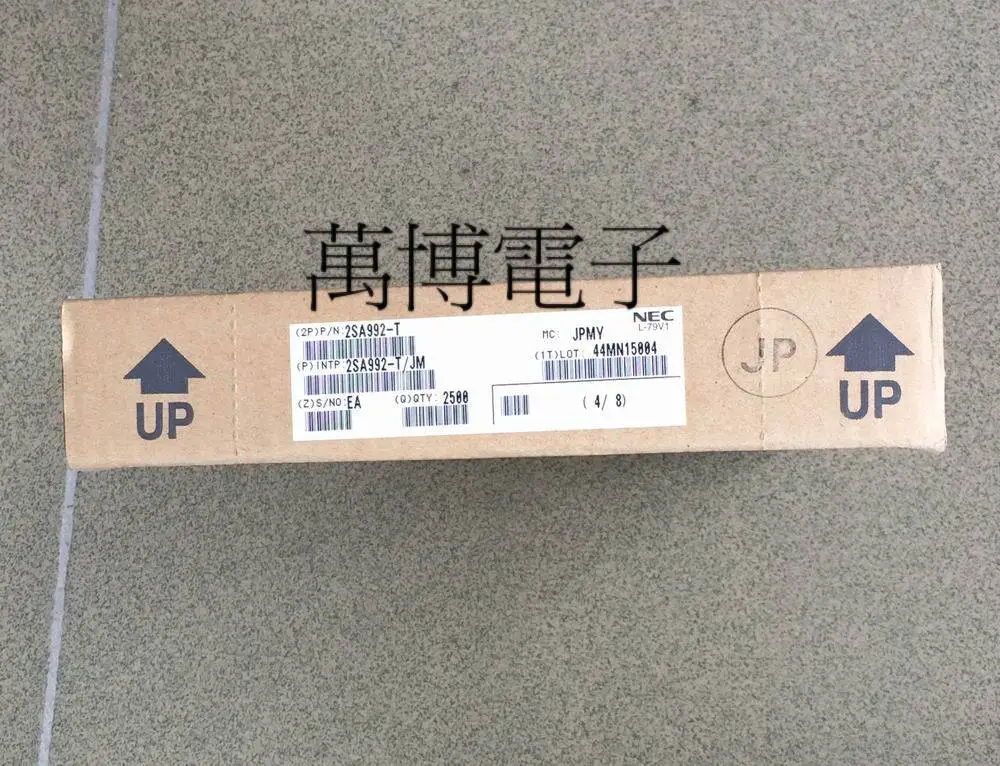 萬博電子
(2P)P/N:2SA992-T
(P)INTP:2SA992-T/JM
(Z)S/NO:EA (Q)QTY: 2500
NEC
L-79V1
MC: JPMY
(1T)LOT: 44MN15004
( 4/ 8)
JP
UP
UP